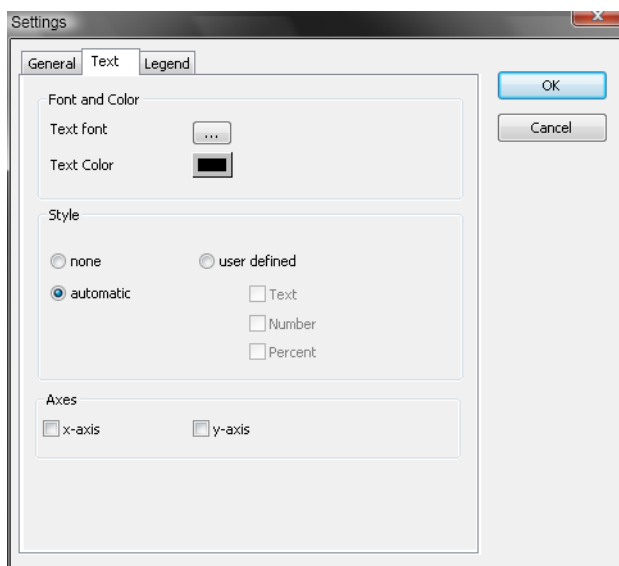 Settings
General Text Legend
OK
Cancel
Font and Color
Text font ...
Text Color
Style
none user defined
automatic Text
Number
Percent
Axes
x-axis y-axis